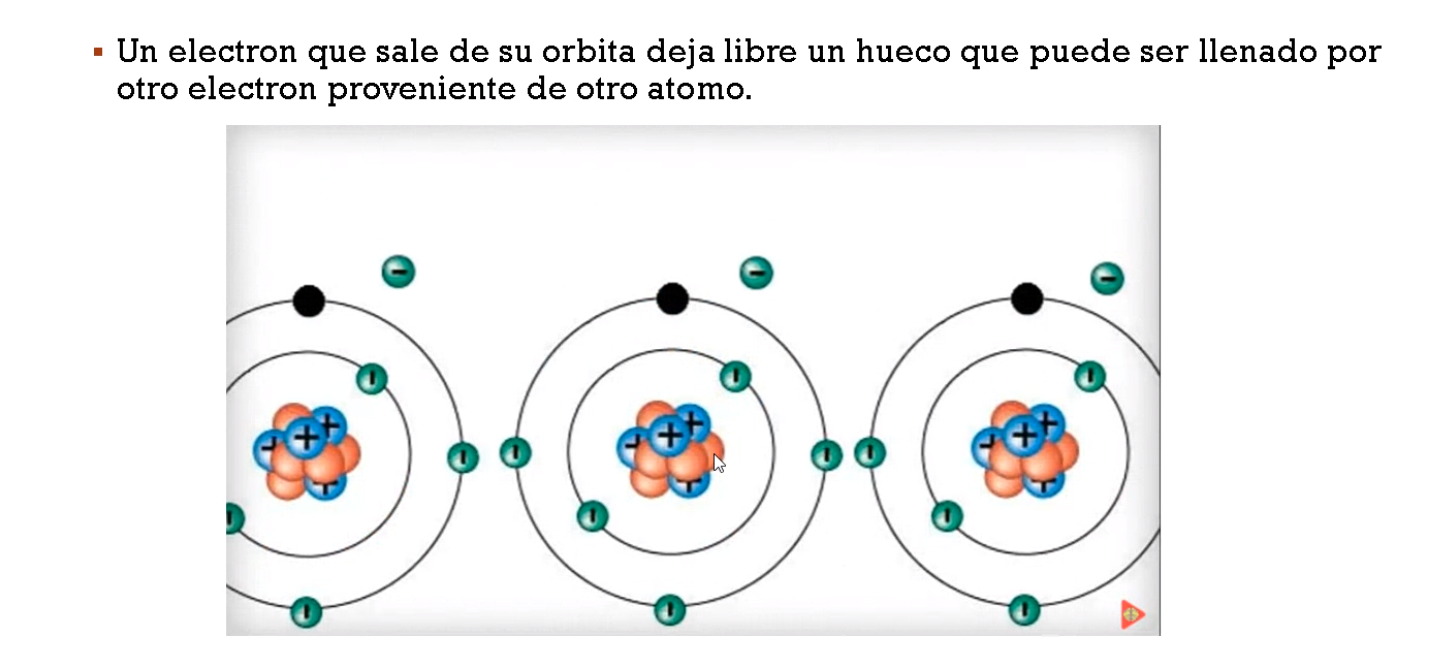 Un electron que sale de su orbita deja libre un hueco que puede ser llenado por
otro electron proveniente de otro atomo.